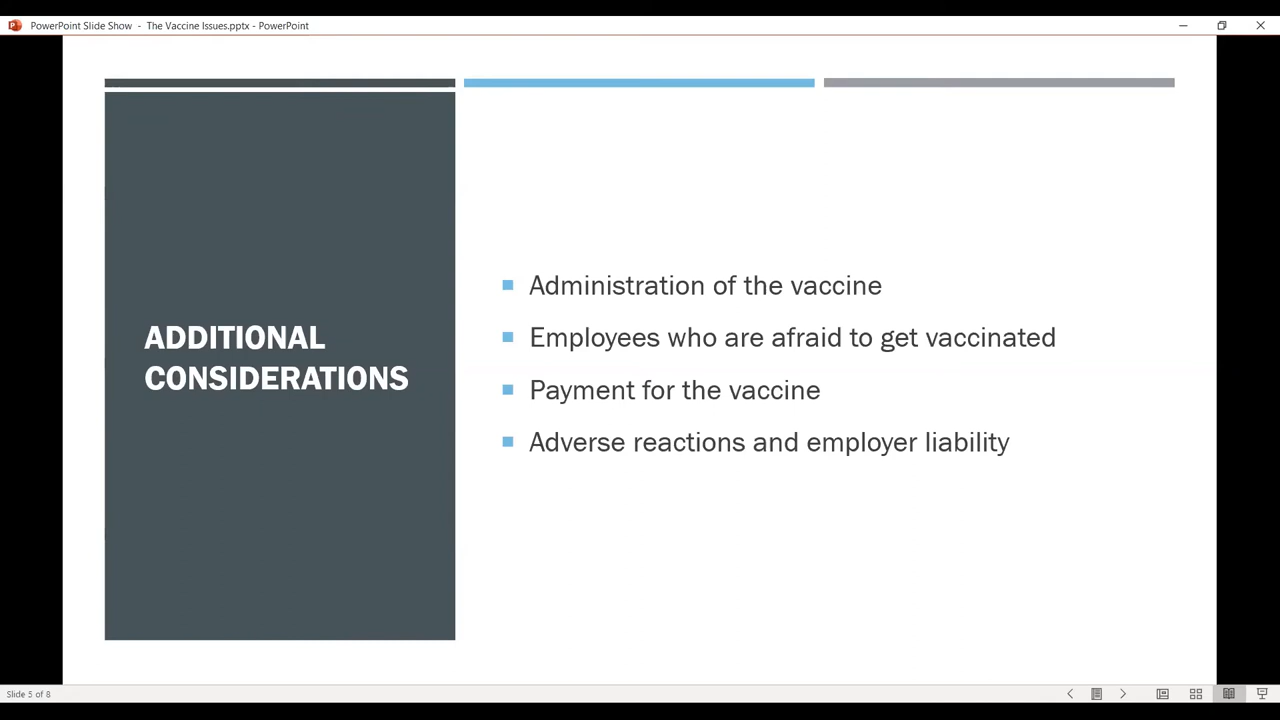 PowerPoint Slide Show - The Vaccine Issues.pptx - PowerPoint
ADDITIONAL
CONSIDERATIONS
Administration of the vaccine
Employees who are afraid to get vaccinated
Payment for the vaccine
Adverse reactions and employer liability
Slide 5 of 8